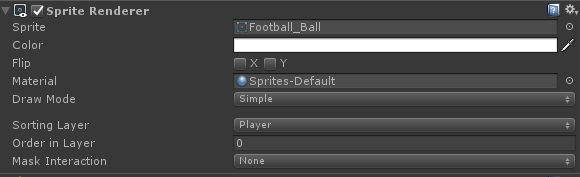 Sprite Renderer
Sprite Football_Ball
Color
Flip X Y
Material Sprites-Default
Draw Mode Simple
Sorting Layer Player
Order in Layer 0
Mask Interaction None